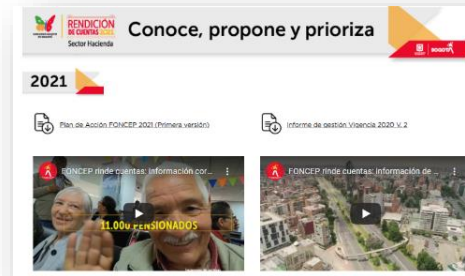 RENDICIÓN
DE CUENTAS
Sector Hacienda
Conoce, propone y prioriza
BOGOTÁ
2021
Plan de Acción FONCEP 2021 (Primera versión)
Informe de gestión Vigencia 2020 V. 2
FONCEP rinde cuentas: Información cor...
FONCEP rinde cuentas: Información de ...
11.000 PENSIONADOS